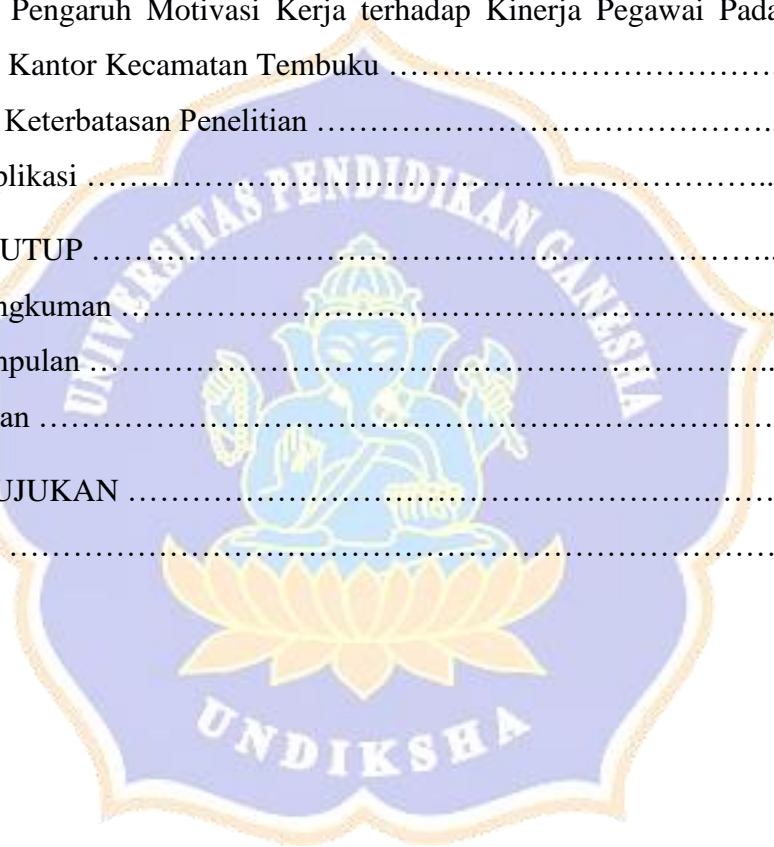 Pengaruh Motivasi Kerja terhadap Kinerja Pegawai Pada
Kantor Kecamatan Tembuku ……………………………….
Keterbatasan Penelitian …………………………………….
plikasi …………………………………………………………..
UTUP …………………………………………………………..
ngkuman ………………………………………………………..
npulan …………………………………………………………..
an ……………………………………………………………….
UJUKAN ……………………………………………….………
……………………………………………………………………
UNIVERSITAS PENDIDIKAN GANESHA
UNDIKSHA